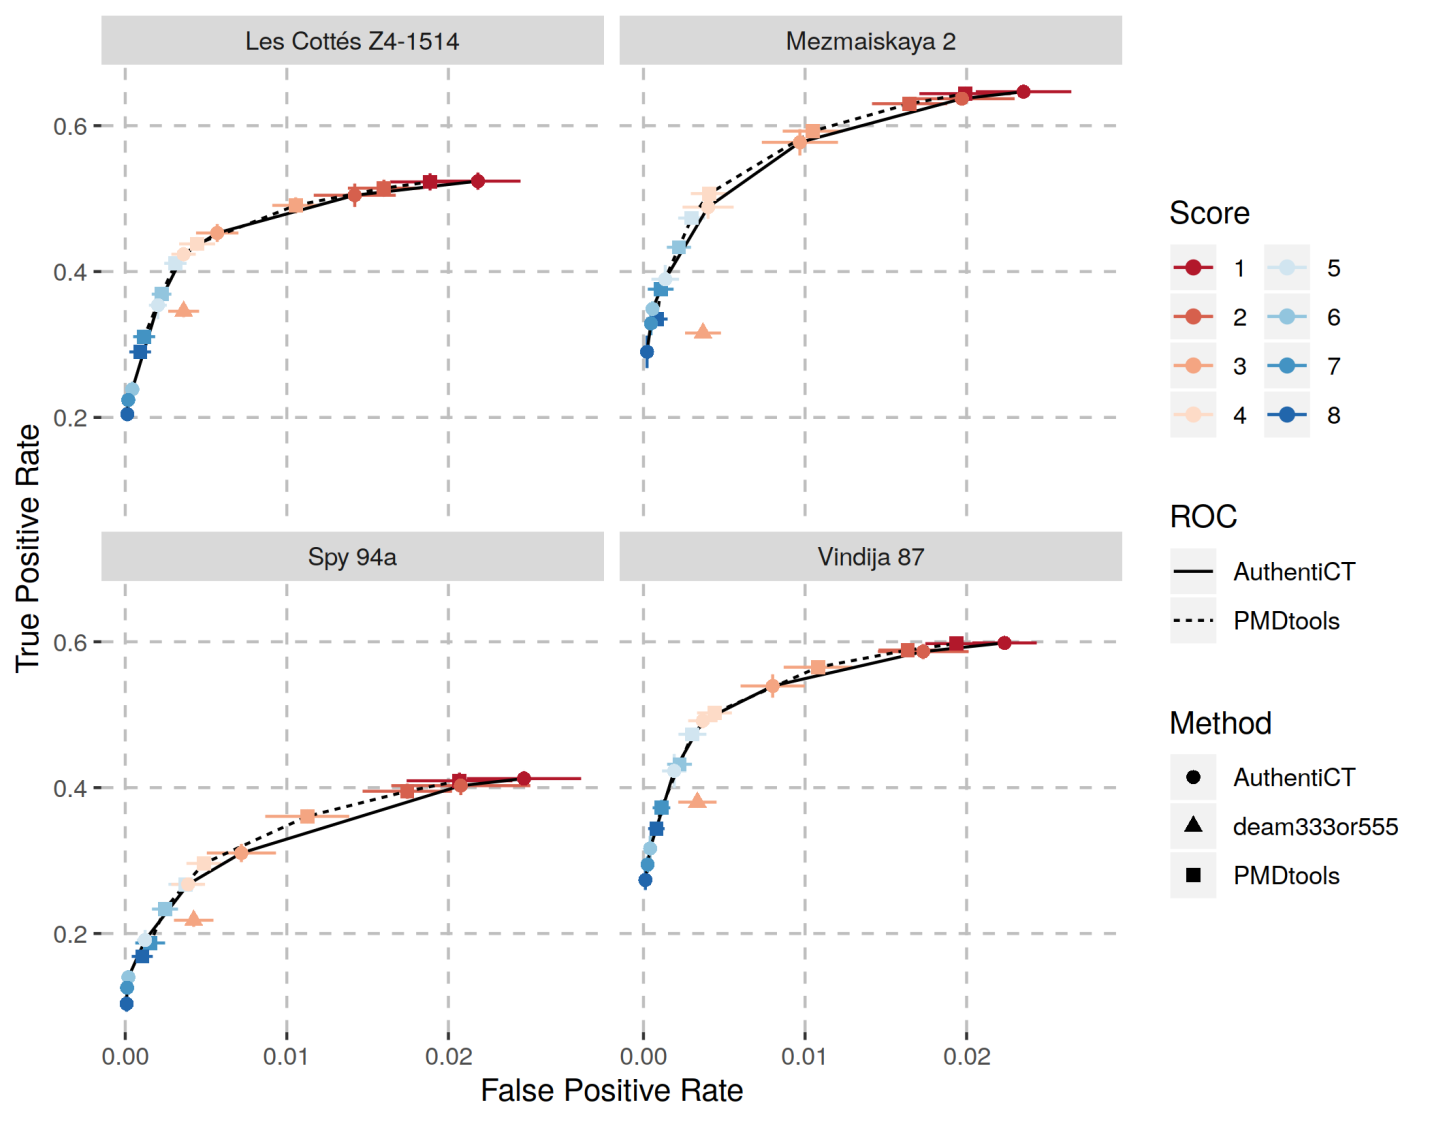 Les Cottés Z4-1514
Mezmaiskaya 2
0.6
0.4
0.2
Spy 94a
Vindija 87
0.6
0.4
0.2
0.00
0.01
0.02
0.00
0.01
0.02
False Positive Rate
True Positive Rate
Score
1
5
2
6
3
7
4
8
ROC
AuthentiCT
PMDtools
Method
AuthentiCT
deam333or555
PMDtools